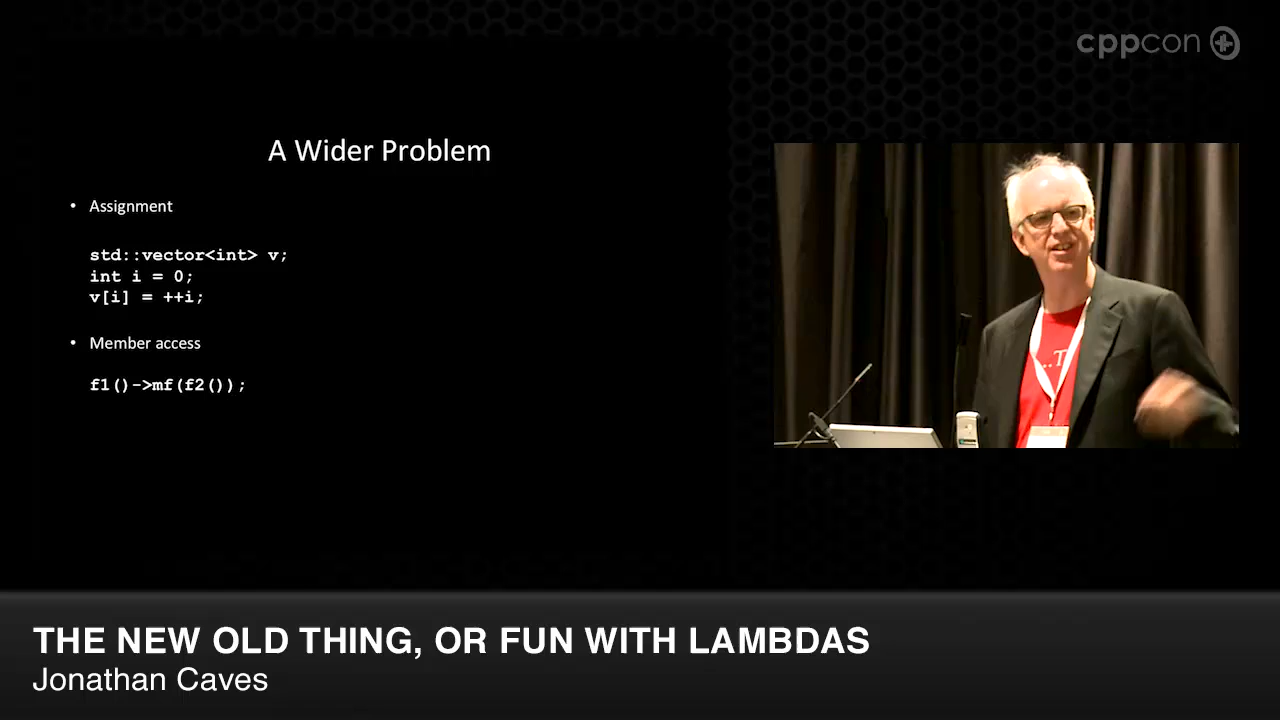 cppcon
A Wider Problem
• Assignment
std::vector<int> v;
int i = 0;
v[i] = ++i;
• Member access
f1()->mf(f2());
...T
THE NEW OLD THING, OR FUN WITH LAMBDAS
Jonathan Caves